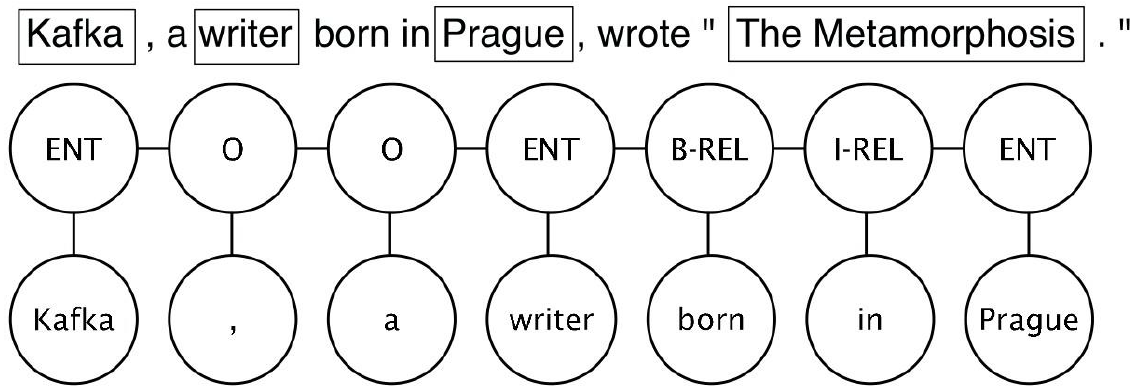 Kafka , a writer born in Prague , wrote " The Metamorphosis . "
ENT O O ENT B-REL I-REL ENT
Kafka , a writer born in Prague